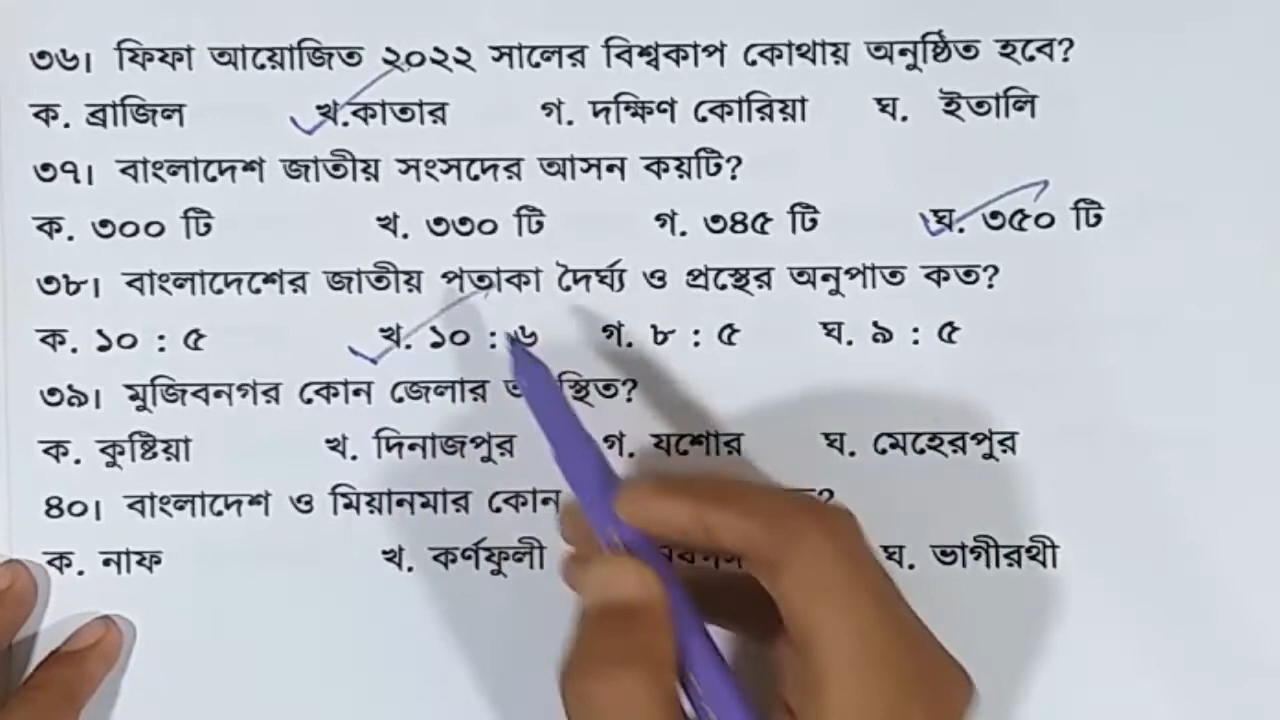 ৩৬। ফিফা আয়োজিত ২০২২ সালের বিশ্বকাপ কোথায় অনুষ্ঠিত হবে?
ক. ব্রাজিল খ.কাতার গ. দক্ষিণ কোরিয়া ঘ. ইতালি
৩৭। বাংলাদেশ জাতীয় সংসদের আসন কয়টি?
ক. ৩০০ টি খ. ৩৩০ টি গ. ৩৪৫ টি ঘ. ৩৫০ টি
৩৮। বাংলাদেশের জাতীয় পতাকা দৈর্ঘ্য ও প্রস্থের অনুপাত কত?
ক. ১০ : ৫ খ. ১০ : ৬ গ. ৮ : ৫ ঘ. ৯ : ৫
৩৯। মুজিবনগর কোন জেলার
ক. কুষ্টিয়া খ. দিনাজপুর গ. যশোর ঘ. মেহেরপুর
৪০। বাংলাদেশ ও মিয়ানমার কোন
ক. নাফ খ. কর্ণফুলী ঘ. ভাগীরথী